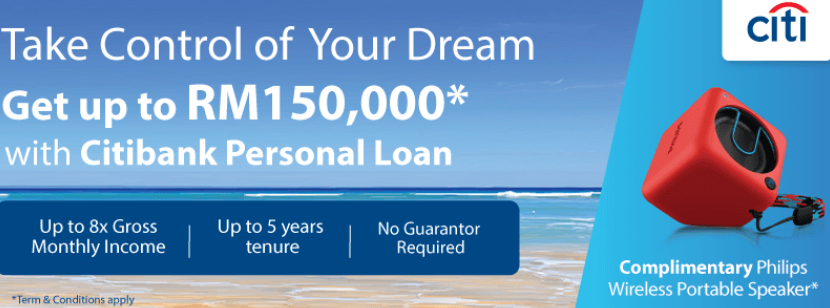 Take Control of Your Dream
Get up to RM150,000*
with Citibank Personal Loan
Up to 8x Gross
Monthly Income
Up to 5 years
tenure
No Guarantor
Required
*Term & Conditions apply
citi
PHILIPS
Complimentary Philips
Wireless Portable Speaker*